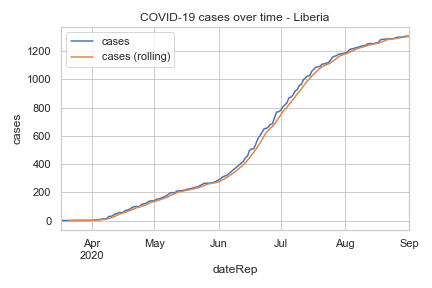 COVID-19 cases over time - Liberia
cases
cases (rolling)
cases
1200
1000
800
600
400
200
0
Apr
2020
May
Jun
Jul
Aug
Sep
dateRep